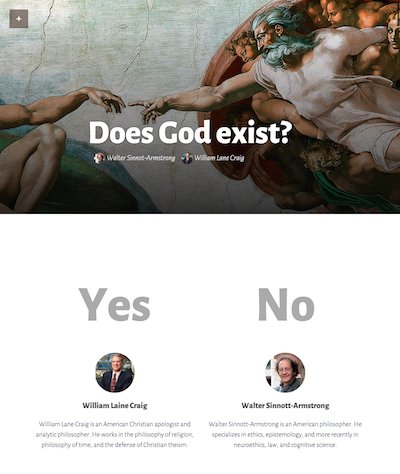 +
Does God exist?
Walter Sinnot-Armstrong William Lane Craig
Yes
No
William Laine Craig
William Lane Craig is an American Christian apologist and
analytic philosopher. He works in the philosophy of religion,
philosophy of time, and the defense of Christian theism.
Walter Sinnott-Armstrong
Walter Sinnott-Armstrong is an American philosopher. He
specializes in ethics, epistemology, and more recently in
neuroethics, law, and cognitive science.